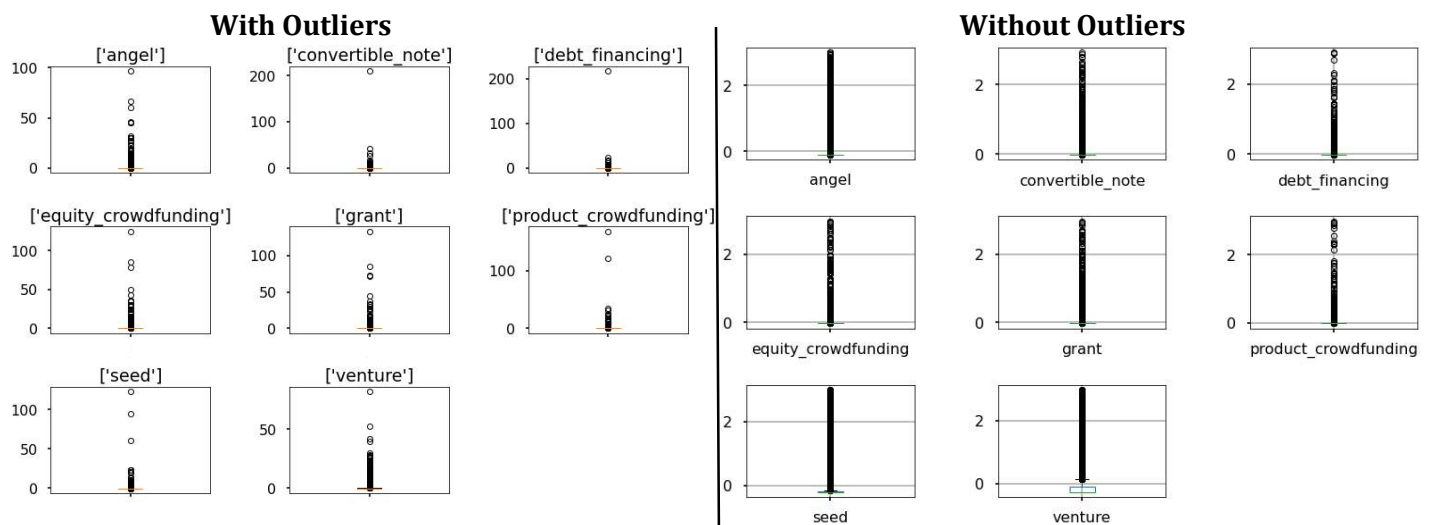 With Outliers
['angel']
100
50
0
['convertible_note']
200
100
0
['debt_financing']
200
100
0
['equity_crowdfunding']
100
50
0
['grant']
100
50
0
['product_crowdfunding']
100
0
['seed']
100
50
0
['venture']
50
0
Without Outliers
2
0
angel
2
0
convertible_note
2
0
debt_financing
2
0
equity_crowdfunding
2
0
grant
2
0
product_crowdfunding
2
0
seed
2
0
venture